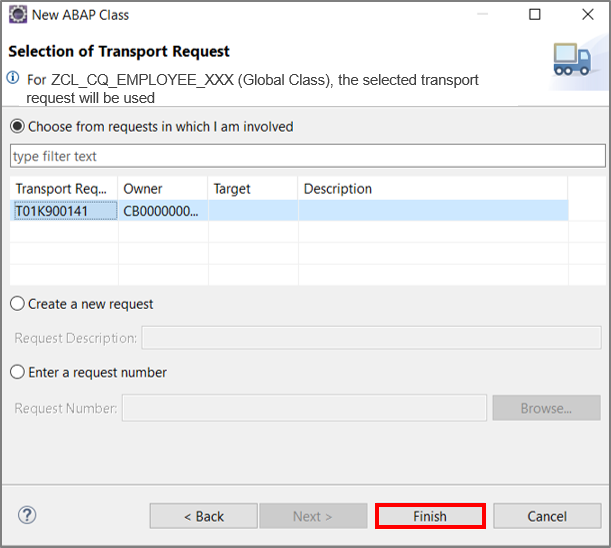 New ABAP Class
Selection of Transport Request
For ZCL_CQ_EMPLOYEE_XXX (Global Class), the selected transport
request will be used
Choose from requests in which I am involved
type filter text
Transport Req... Owner Target Description
T01K900141 CB0000000...
Create a new request
Request Description:
Enter a request number
Request Number: Browse...
< Back Next > Finish Cancel